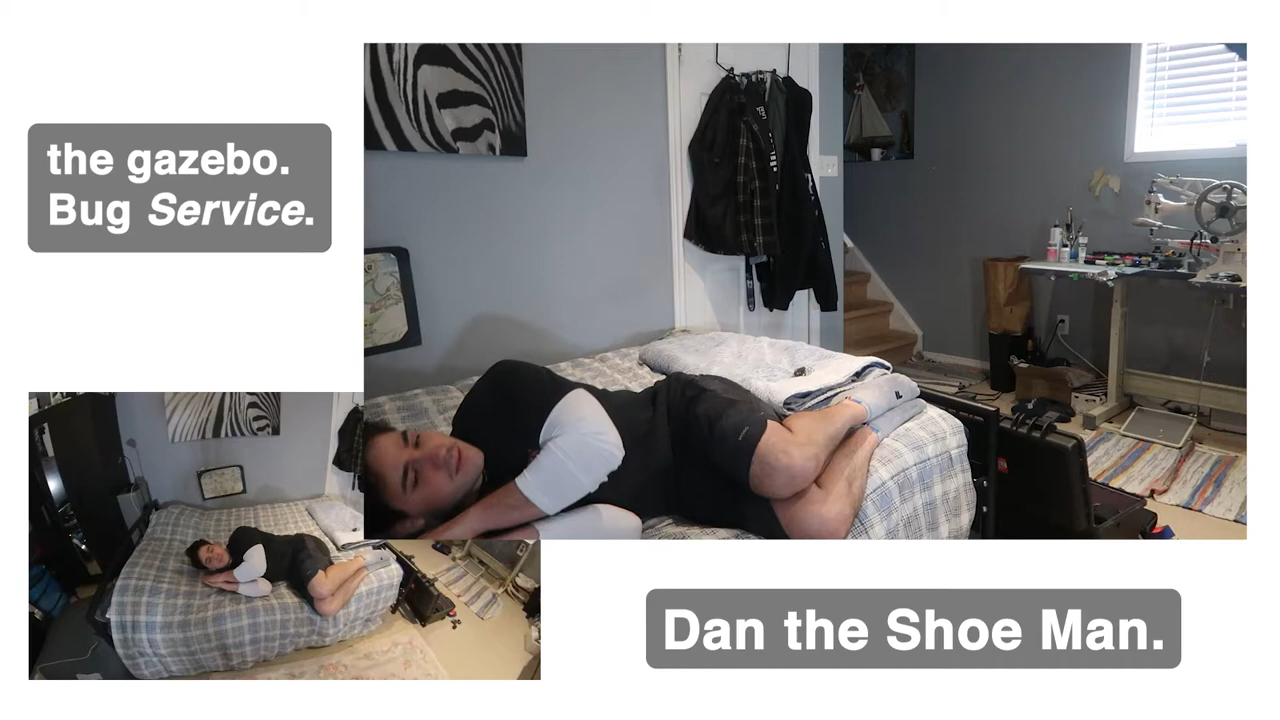 the gazebo.
Bug Service.
Dan the Shoe Man.